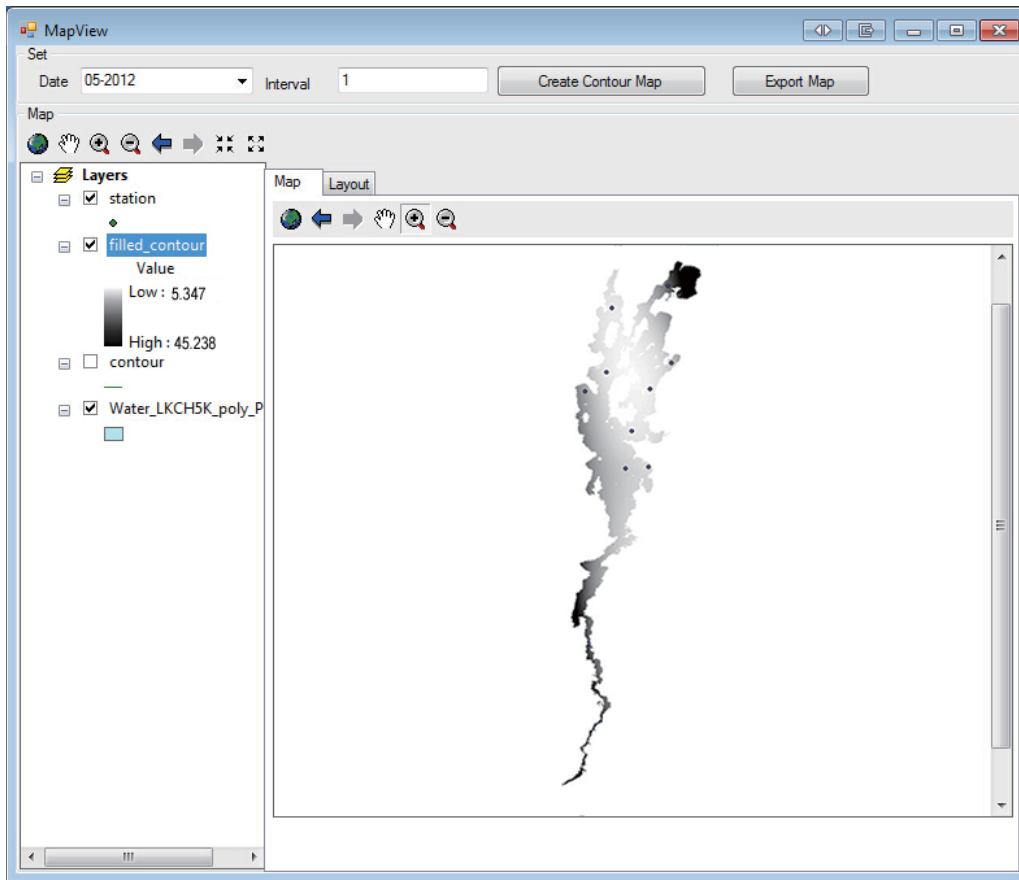 MapView
Set
Date 05-2012 Interval 1 Create Contour Map Export Map
Map
Layers
station
filled_contour
Value
Low : 5.347
High : 45.238
contour
Water_LKCH5K_poly_P
Map Layout